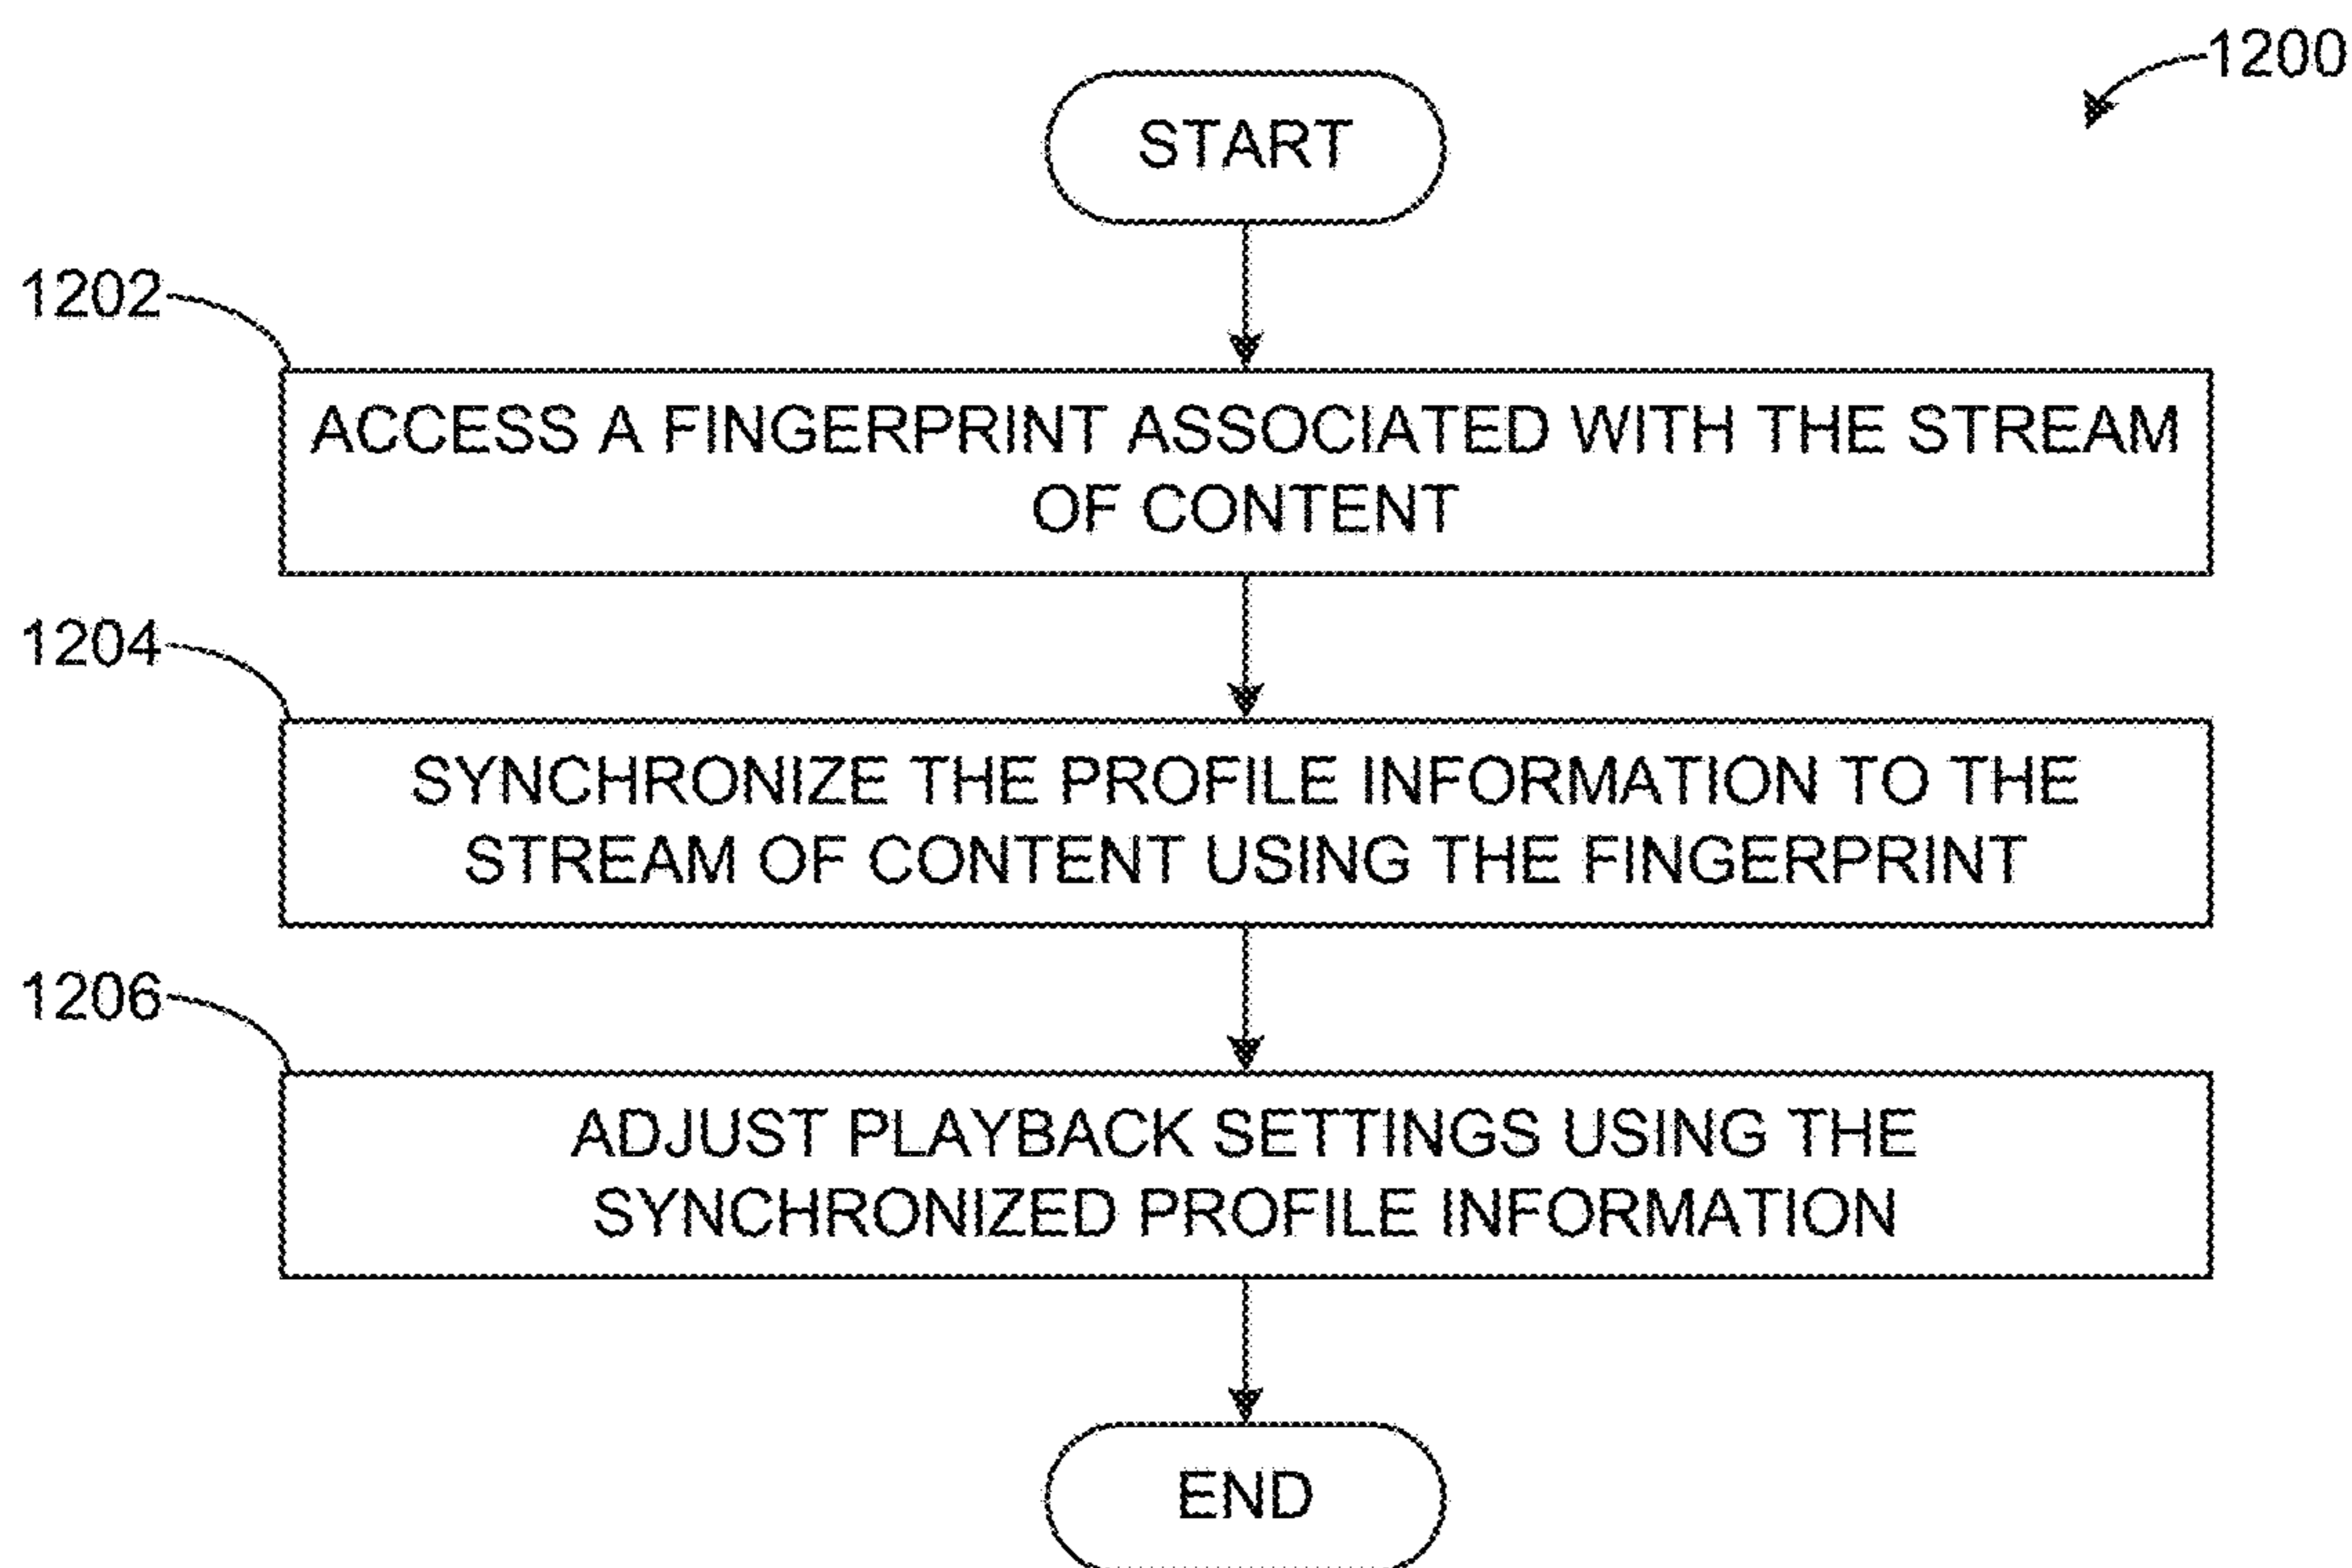 1200
START
1202
ACCESS A FINGERPRINT ASSOCIATED WITH THE STREAM
OF CONTENT
1204
SYNCHRONIZE THE PROFILE INFORMATION TO THE
STREAM OF CONTENT USING THE FINGERPRINT
1206
ADJUST PLAYBACK SETTINGS USING THE
SYNCHRONIZED PROFILE INFORMATION
END